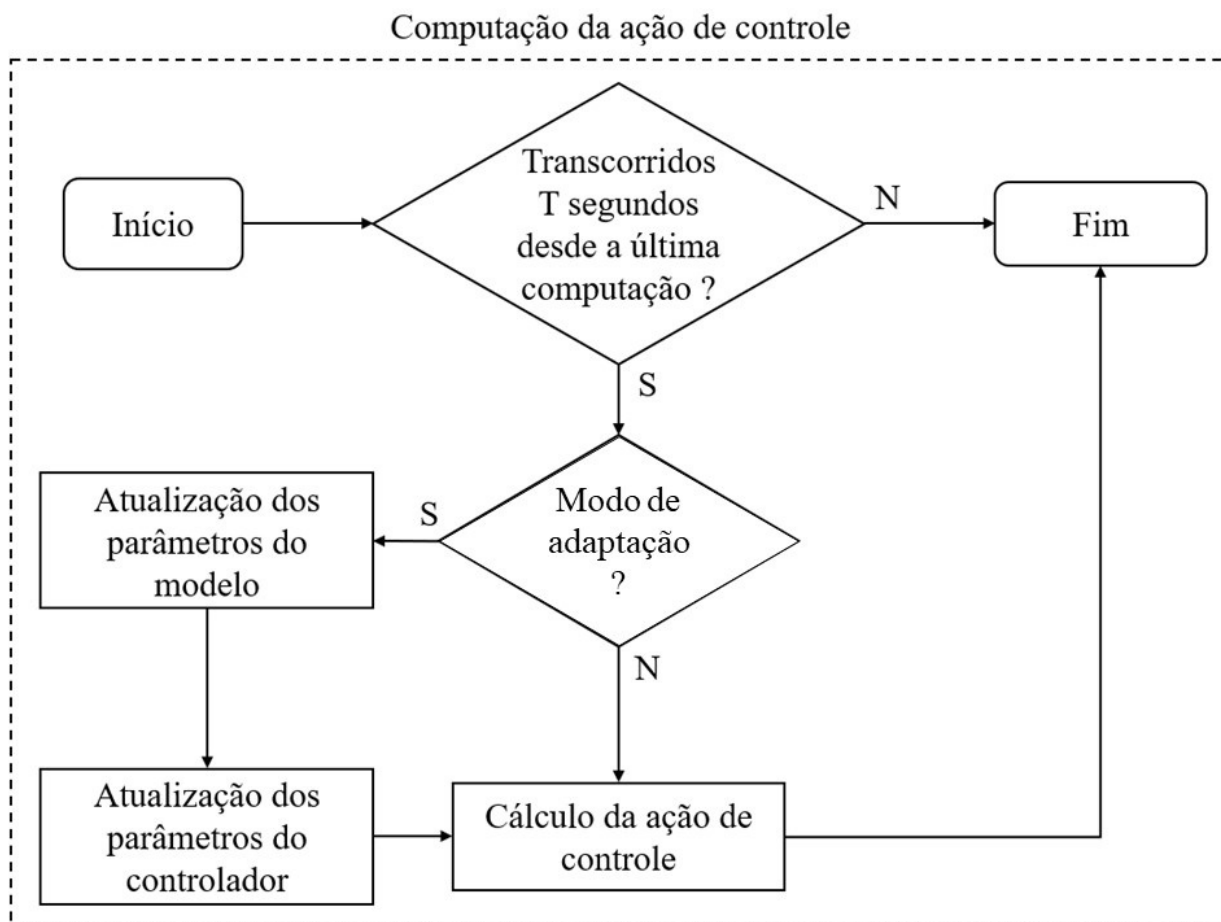 Computação da ação de controle
Início
Transcorridos
T segundos
desde a última
computação ?
N
Fim
S
Modo de
adaptação
?
S
Atualização dos
parâmetros do
modelo
N
Atualização dos
parâmetros do
controlador
Cálculo da ação de
controle